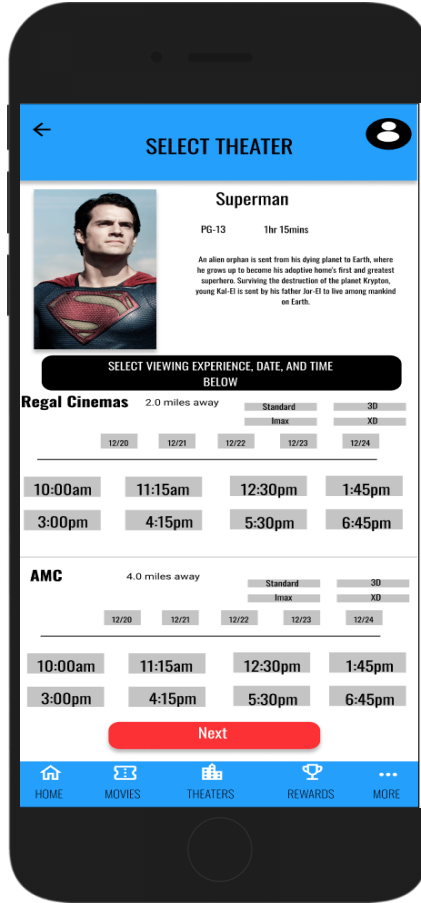 SELECT THEATER
Superman
PG-13 1hr 15mins
An alien orphan is sent from his dying planet to Earth, where
he grows up to become his adoptive home's first and greatest
superhero. Surviving the destruction of the planet Krypton,
young Kal-El is sent by his father Jor-El to live among mankind
on Earth.
SELECT VIEWING EXPERIENCE, DATE, AND TIME
BELOW
Regal Cinemas 2.0 miles away Standard 3D
Imax XD
12/20 12/21 12/22 12/23 12/24
10:00am 11:15am 12:30pm 1:45pm
3:00pm 4:15pm 5:30pm 6:45pm
AMC 4.0 miles away Standard 3D
Imax XD
12/20 12/21 12/22 12/23 12/24
10:00am 11:15am 12:30pm 1:45pm
3:00pm 4:15pm 5:30pm 6:45pm
Next
HOME MOVIES THEATERS REWARDS MORE